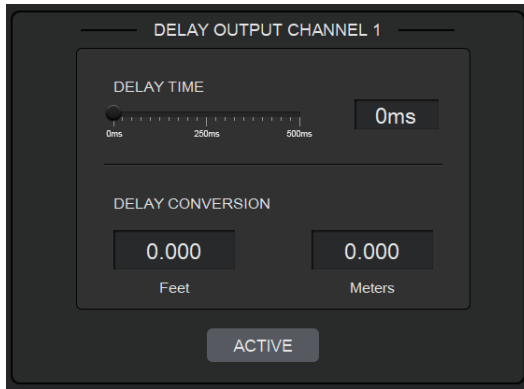 DELAY OUTPUT CHANNEL 1
DELAY TIME
0ms
0ms 250ms 500ms
DELAY CONVERSION
0.000 0.000
Feet Meters
ACTIVE